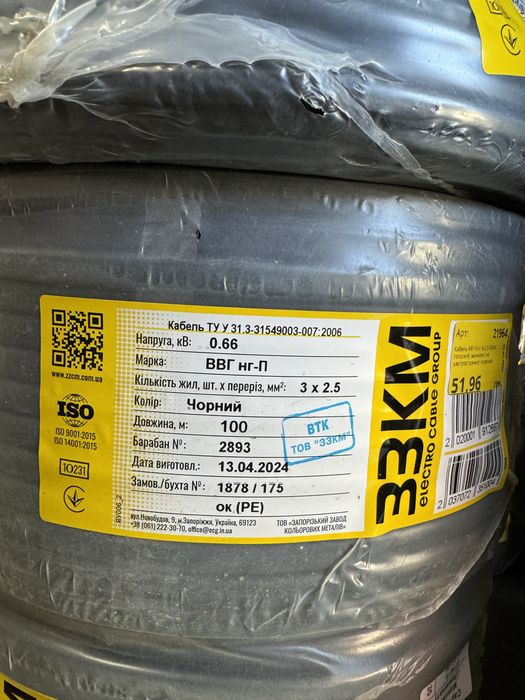 Кабель ТУ У 31.3-31549003-007:2006
Напруга, кВ: 0.66
Марка: ВВГ нг-П
Кількість жил, шт. х переріз, мм²: 3 x 2.5
Колір: Чорний
Довжина, м: 100
Барабан №: 2893
Дата виготовл.: 13.04.2024
Замов./бухта №: 1878 / 175
ок (PE)
вул.Новобудов, 9, м.Запоріжжя, Україна, 69123
+38 (061) 222-30-70, office@ecg.in.ua
ТОВ «ЗАПОРІЗЬКИЙ ЗАВОД
КОЛЬОРОВИХ МЕТАЛІВ»
ВТК
ТОВ "ЗЗКМ"
www.zzcm.com.ua
ISO
ISO 9001:2015
ISO 14001:2015
10231
ЗЗКМ
eLecTro caBLe GrouP
Арт:
51,96